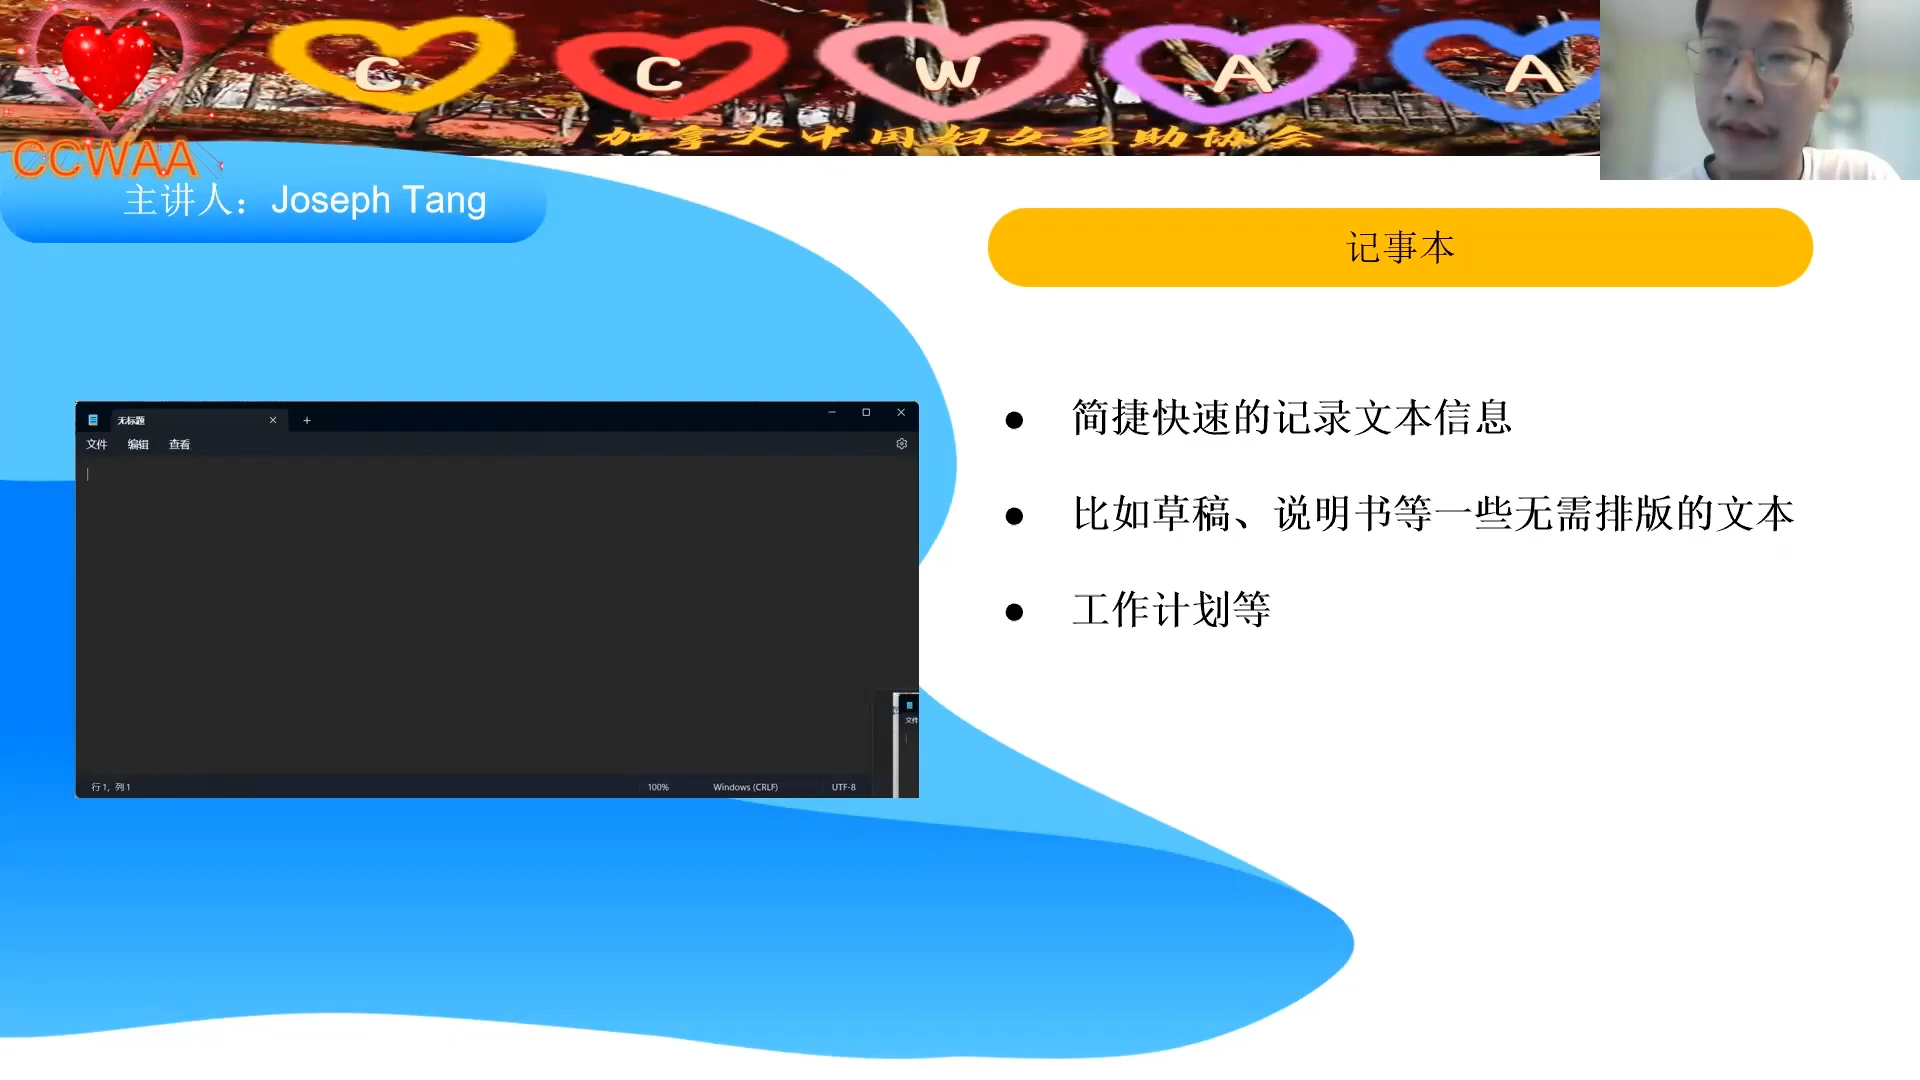 C C W A A
加拿大中国妇女互助协会
CCWAA
主讲人：Joseph Tang
记事本
无标题
文件 编辑 查看
● 简捷快速的记录文本信息
● 比如草稿、说明书等一些无需排版的文本
● 工作计划等
文件
行 1，列 1 100% Windows (CRLF) UTF-8